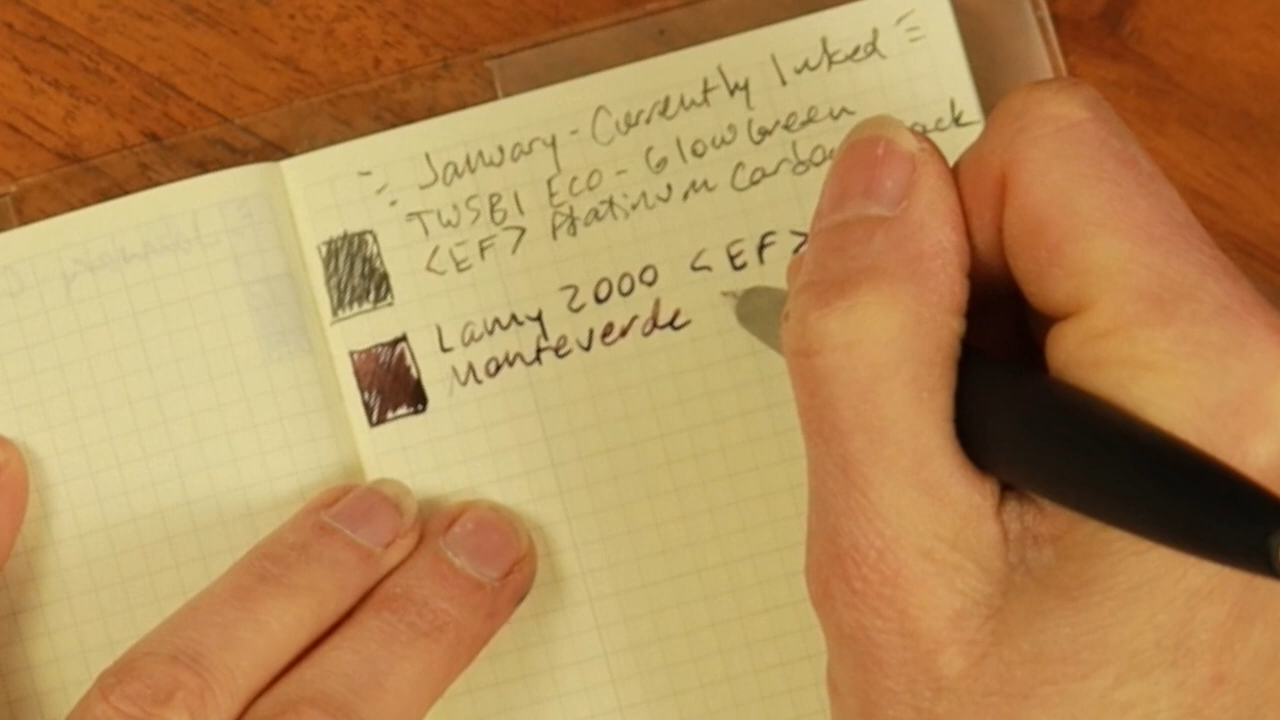 January - Currently Inked
TWSBI Eco - Glow Green
<EF> Platinum Carbon
Lamy 2000 <EF>
Monteverde